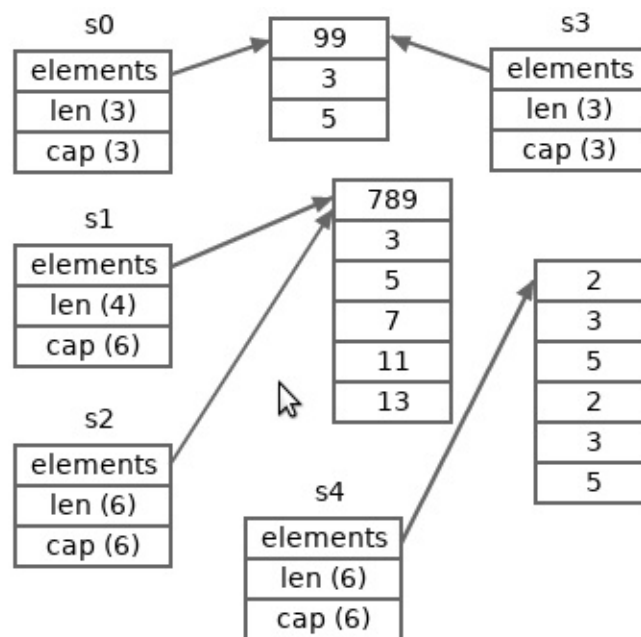 s0
elements
len (3)
cap (3)
99
3
5
s3
elements
len (3)
cap (3)
s1
elements
len (4)
cap (6)
789
3
5
7
11
13
s2
elements
len (6)
cap (6)
s4
elements
len (6)
cap (6)
2
3
5
2
3
5